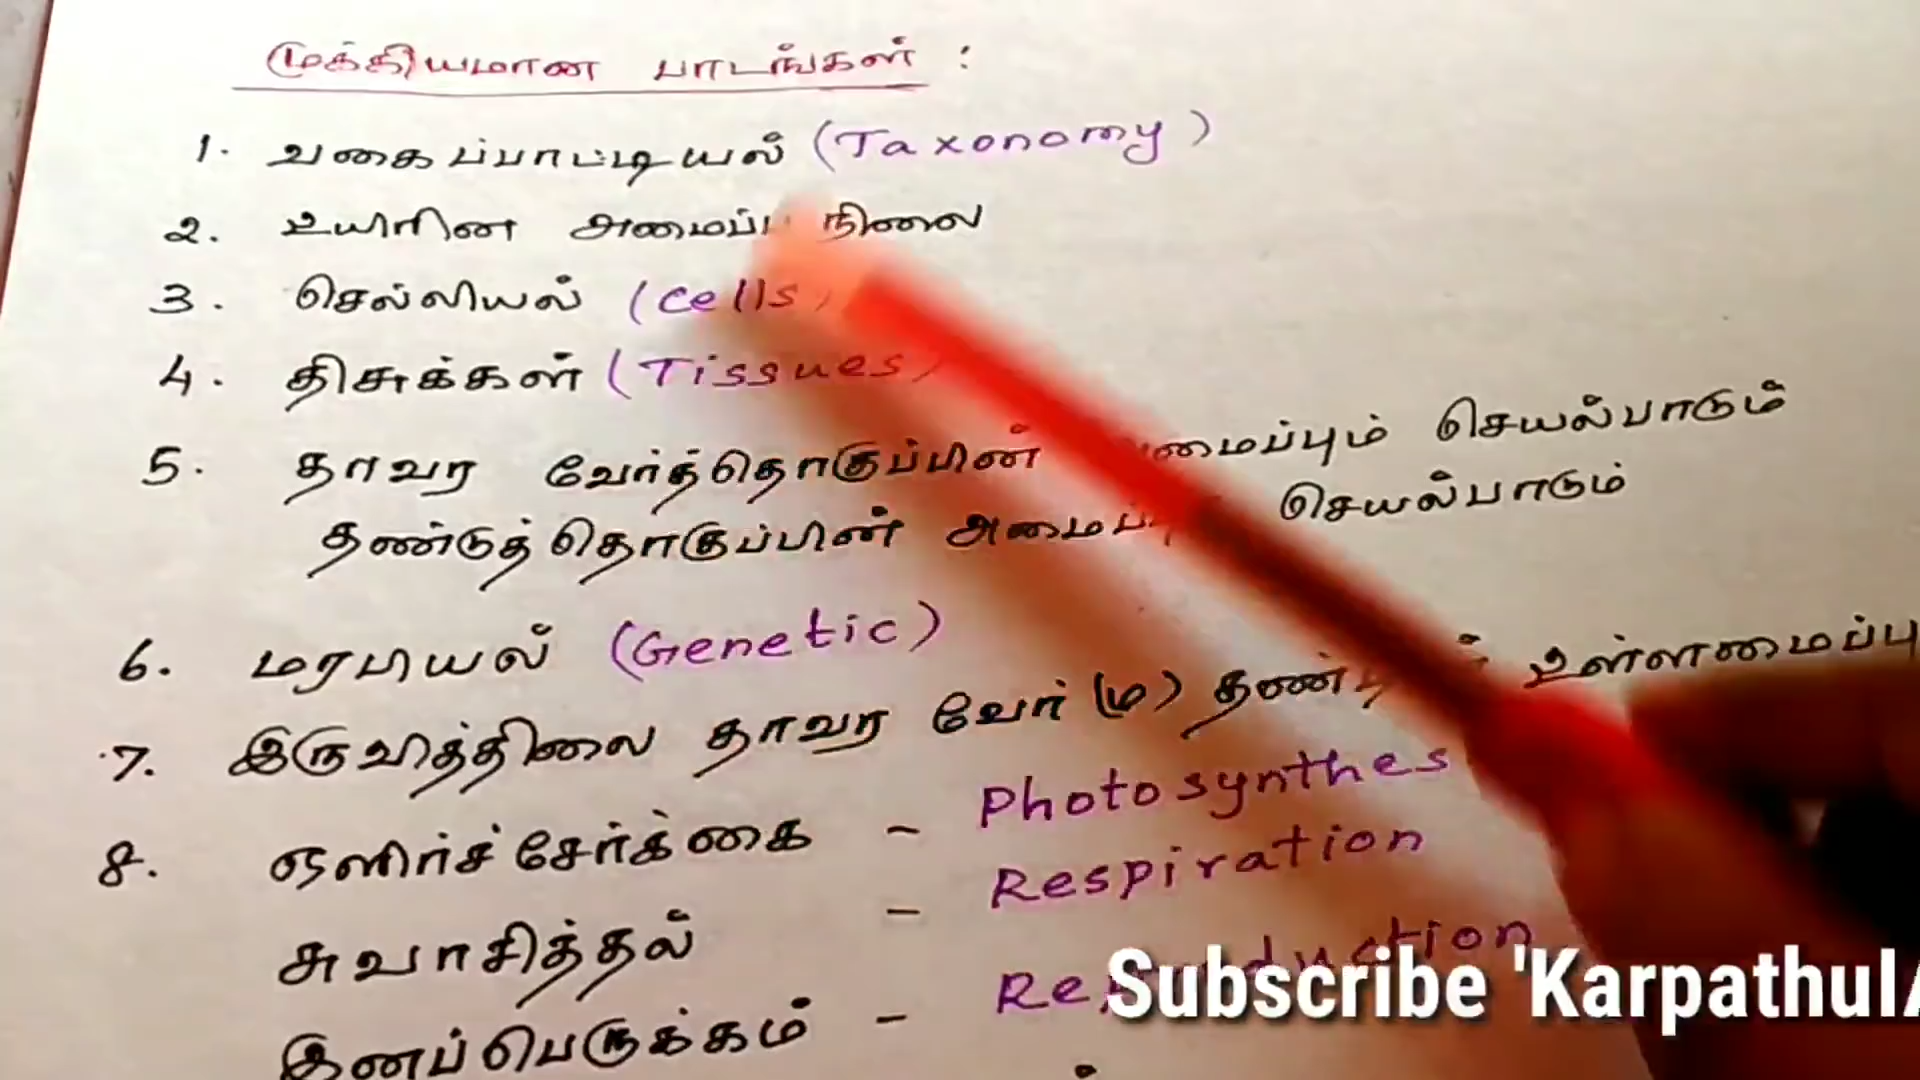 முக்கியமான பாடங்கள் :
1. வகைப்பாட்டியல் (Taxonomy)
2. உயிரின அமைப்பு நிலை
3. செல்லியல் (Cells)
4. திசுக்கள் (Tissues)
5. தாவர வேர்த்தொகுப்பின் அமைப்பும் செயல்பாடும்
தண்டுத்தொகுப்பின் செயல்பாடும்
6. மரபியல் (Genetic)
7. இருவித்திலை தாவர வேர் (ம) உள்ளமைப்பு
8. ஒளிர்ச்சேர்க்கை - Photosynthes
சுவாசித்தல் - Respiration
இனப்பெருக்கம் - Reproduction
Subscribe 'KarpathuIA